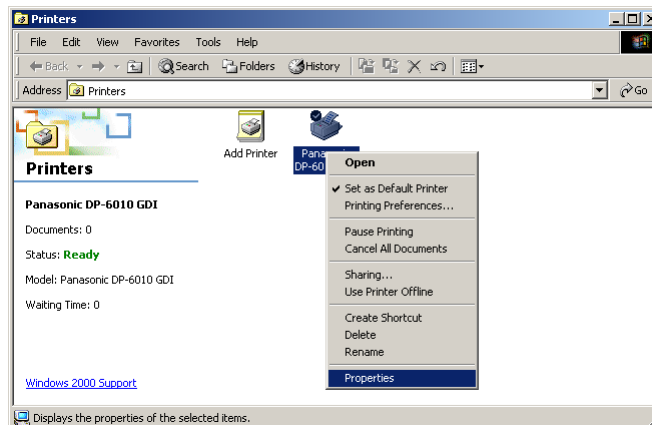 Printers
File Edit View Favorites Tools Help
Back Search Folders History
Address Printers Go
Add Printer
Printers
Panasonic DP-6010 GDI
Documents: 0
Status: Ready
Model: Panasonic DP-6010 GDI
Waiting Time: 0
Windows 2000 Support
Open
Set as Default Printer
Printing Preferences...
Pause Printing
Cancel All Documents
Sharing...
Use Printer Offline
Create Shortcut
Delete
Rename
Properties
Displays the properties of the selected items.